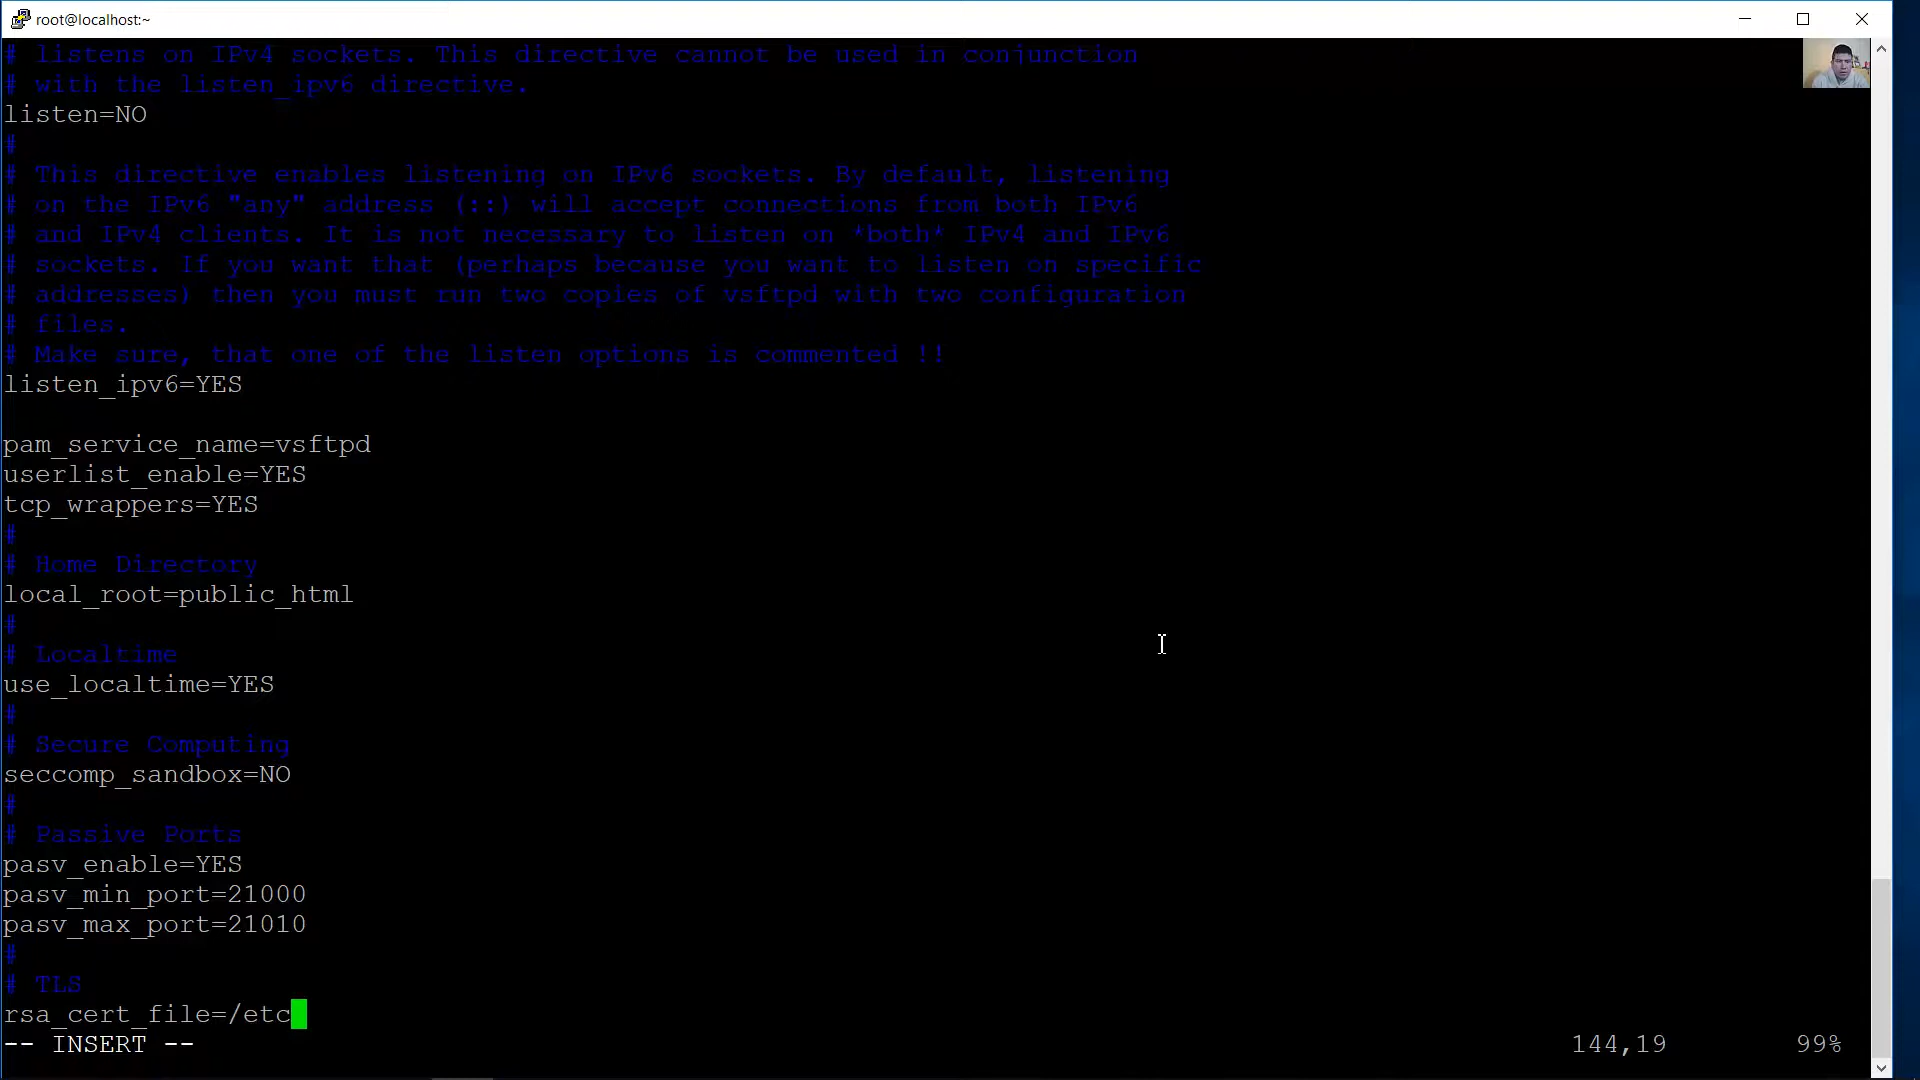 root@localhost:~
# listens on IPv4 sockets. This directive cannot be used in conjunction
# with the listen_ipv6 directive.
listen=NO
#
# This directive enables listening on IPv6 sockets. By default, listening
# on the IPv6 "any" address (::) will accept connections from both IPv6
# and IPv4 clients. It is not necessary to listen on *both* IPv4 and IPv6
# sockets. If you want that (perhaps because you want to listen on specific
# addresses) then you must run two copies of vsftpd with two configuration
# files.
# Make sure, that one of the listen options is commented !!
listen_ipv6=YES
pam_service_name=vsftpd
userlist_enable=YES
tcp_wrappers=YES
#
# Home Directory
local_root=public_html
#
# Localtime
use_localtime=YES
#
# Secure Computing
seccomp_sandbox=NO
#
# Passive Ports
pasv_enable=YES
pasv_min_port=21000
pasv_max_port=21010
#
# TLS
rsa_cert_file=/etc
-- INSERT -- 144,19 99%